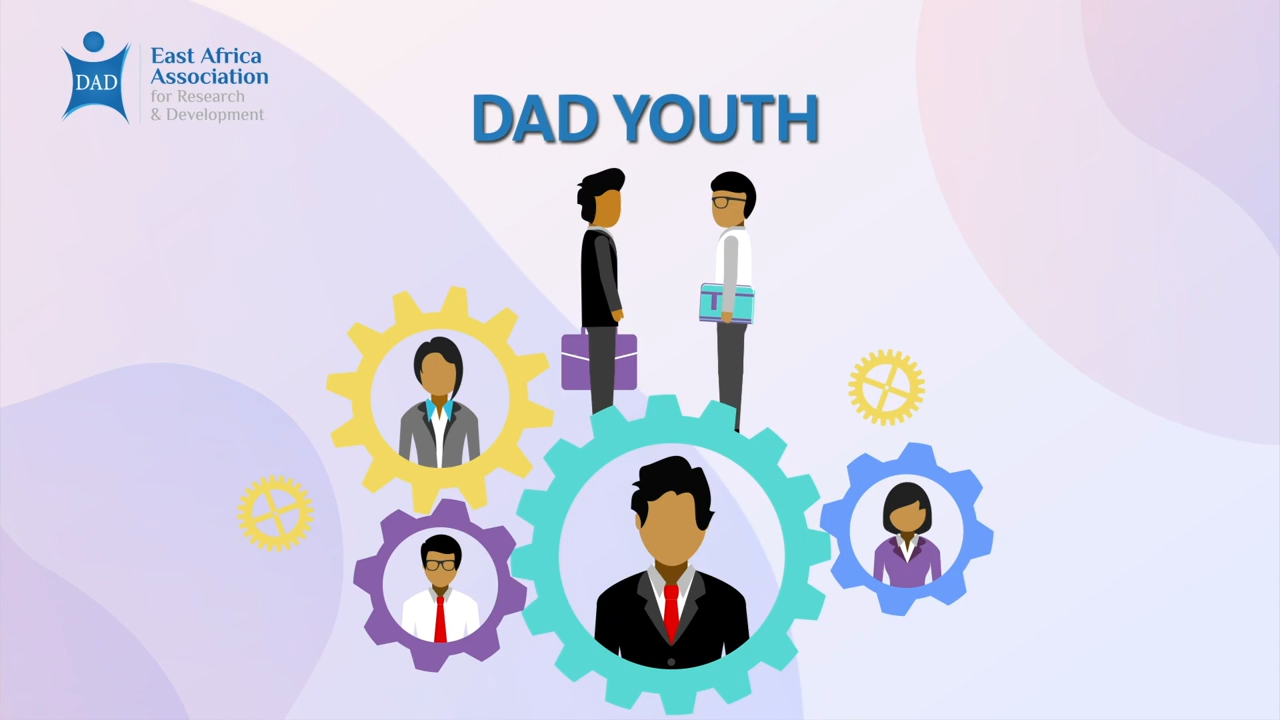 DAD
East Africa
Association
for Research
& Development
DAD YOUTH